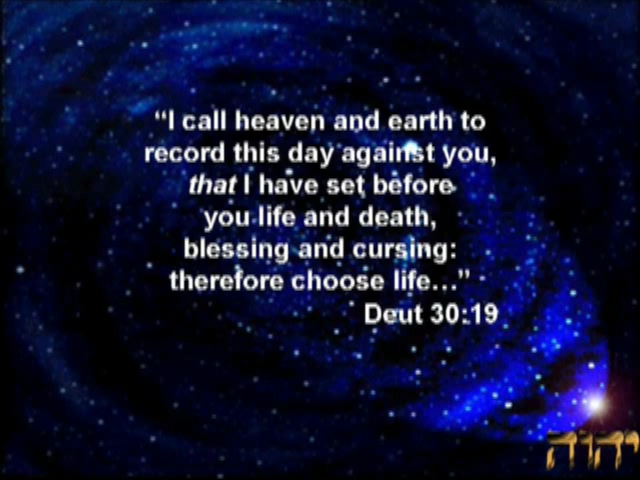 “I call heaven and earth to
record this day against you,
that I have set before
you life and death,
blessing and cursing:
therefore choose life…”
Deut 30:19
יהוה